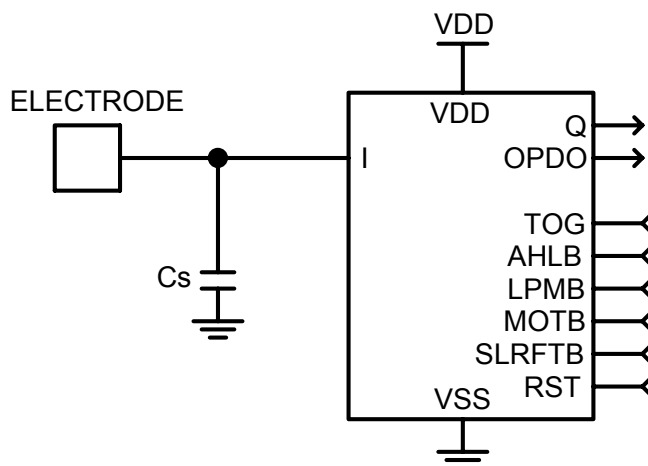 VDD
ELECTRODE
VDD
Q
I
OPDO
TOG
AHLB
Cs
LPMB
MOTB
SLRFTB
RST
VSS